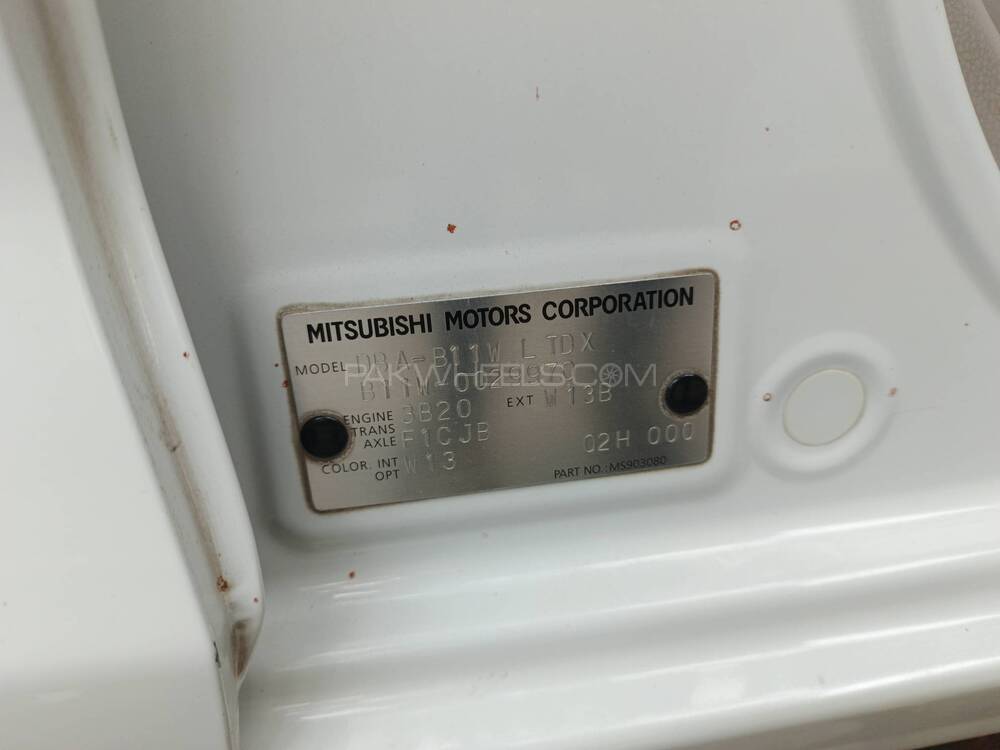 MITSUBISHI MOTORS CORPORATION
MODEL DBA-B11W LTDX
PAKWHEELS.COM
ENGINE 3B20 EXT W13B
TRANS
AXLE F1CJB 02H 000
COLOR. INT W13
OPT
PART NO.:MS903080